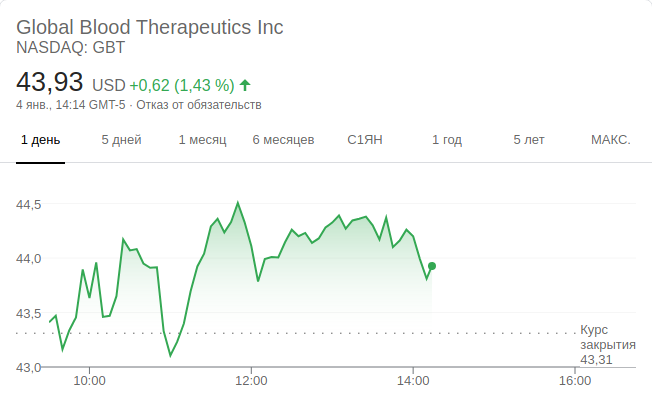 Global Blood Therapeutics Inc
NASDAQ: GBT
43,93 USD +0,62 (1,43 %)
4 янв., 14:14 GMT-5 · Отказ от обязательств
1 день 5 дней 1 месяц 6 месяцев С1ЯН 1 год 5 лет МАКС.
44,5
44,0
43,5
43,0
Курс
закрытия
43,31
10:00 12:00 14:00 16:00